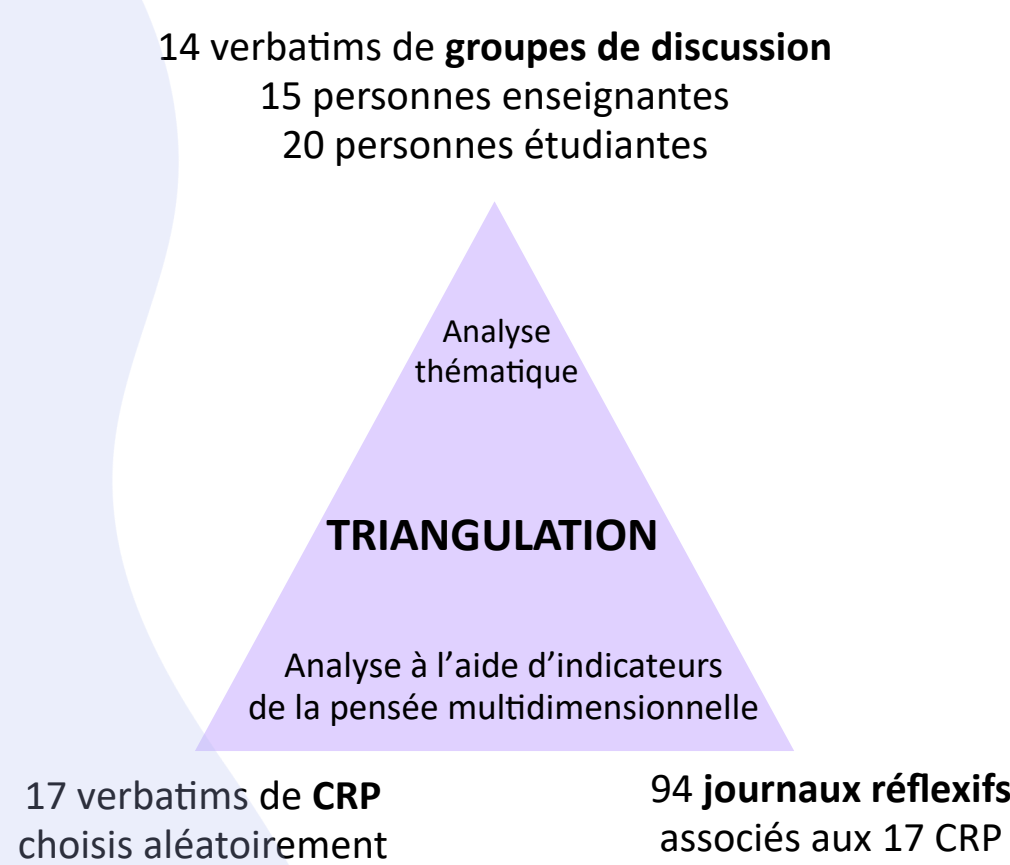 14 verbatims de groupes de discussion
15 personnes enseignantes
20 personnes étudiantes
Analyse
thématique
TRIANGULATION
Analyse à l’aide d’indicateurs
de la pensée multidimensionnelle
17 verbatims de CRP
choisis aléatoirement
94 journaux réflexifs
associés aux 17 CRP